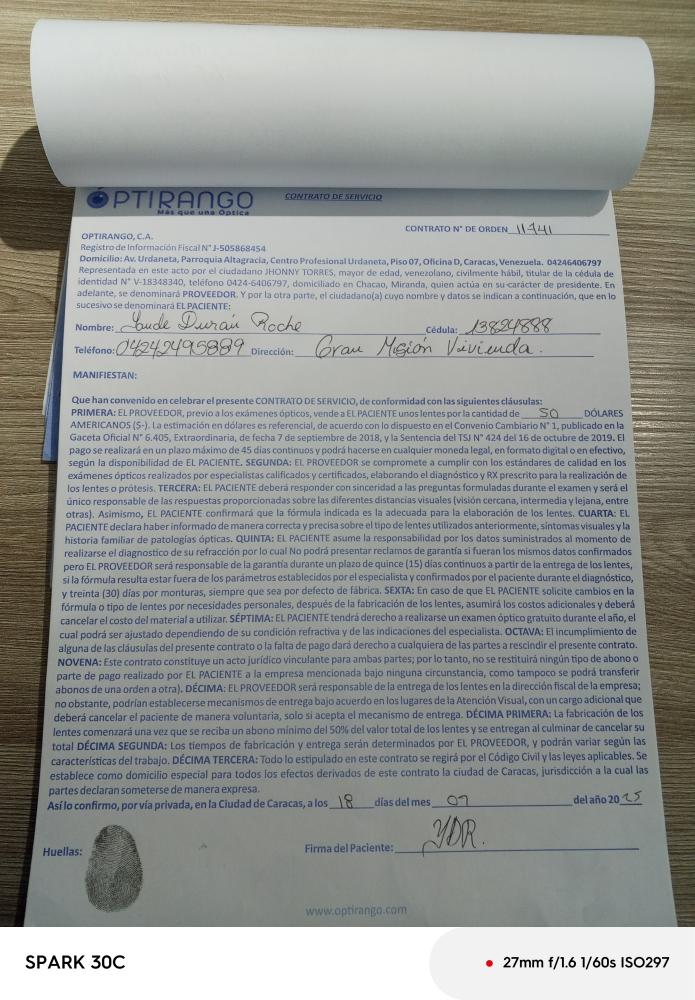 OPTIRANGO
Más que una Óptica
CONTRATO DE SERVICIO
CONTRATO N° DE ORDEN 11741
OPTIRANGO, C.A.
Registro de Información Fiscal N° J-505868454
Domicilio: Av. Urdaneta, Parroquia Altagracia, Centro Profesional Urdaneta, Piso 07, Oficina D, Caracas, Venezuela. 04246406797
Representada en este acto por el ciudadano JHONNY TORRES, mayor de edad, venezolano, civilmente hábil, titular de la cédula de
identidad N° V-18348340, teléfono 0424-6406797, domiciliado en Chacao, Miranda, quien actúa en su carácter de presidente. En
adelante, se denominará PROVEEDOR. Y por la otra parte, el ciudadano(a) cuyo nombre y datos se indican a continuación, que en lo
sucesivo se denominará EL PACIENTE:
Nombre: Durán Roche Cédula: 13824888
Teléfono: 04242495889 Dirección: Gran Misión Vivienda.
MANIFIESTAN:
Que han convenido en celebrar el presente CONTRATO DE SERVICIO, de conformidad con las siguientes cláusulas:
PRIMERA: EL PROVEEDOR, previo a los exámenes ópticos, vende a EL PACIENTE unos lentes por la cantidad de 50 DÓLARES
AMERICANOS ($-). La estimación en dólares es referencial, de acuerdo con lo dispuesto en el Convenio Cambiario N° 1, publicado en la
Gaceta Oficial N° 6.405, Extraordinaria, de fecha 7 de septiembre de 2018, y la Sentencia del TSJ N° 424 del 16 de octubre de 2019. El
pago se realizará en un plazo máximo de 45 días continuos y podrá hacerse en cualquier moneda legal, en formato digital o en efectivo,
según la disponibilidad de EL PACIENTE. SEGUNDA: EL PROVEEDOR se compromete a cumplir con los estándares de calidad en los
exámenes ópticos realizados por especialistas calificados y certificados, elaborando el diagnóstico y RX prescrito para la realización de
los lentes o prótesis. TERCERA: EL PACIENTE deberá responder con sinceridad a las preguntas formuladas durante el examen y será el
único responsable de las respuestas proporcionadas sobre las diferentes distancias visuales (visión cercana, intermedia y lejana, entre
otras). Asimismo, EL PACIENTE confirmará que la fórmula indicada es la adecuada para la elaboración de los lentes. CUARTA: EL
PACIENTE declara haber informado de manera correcta y precisa sobre el tipo de lentes utilizados anteriormente, síntomas visuales y la
historia familiar de patologías ópticas. QUINTA: EL PACIENTE asume la responsabilidad por los datos suministrados al momento de
realizarse el diagnostico de su refracción por lo cual No podrá presentar reclamos de garantía si fueran los mismos datos confirmados
pero EL PROVEEDOR será responsable de la garantía durante un plazo de quince (15) días continuos a partir de la entrega de los lentes,
si la fórmula resulta estar fuera de los parámetros establecidos por el especialista y confirmados por el paciente durante el diagnóstico,
y treinta (30) días por monturas, siempre que sea por defecto de fábrica. SEXTA: En caso de que EL PACIENTE solicite cambios en la
fórmula o tipo de lentes por necesidades personales, después de la fabricación de los lentes, asumirá los costos adicionales y deberá
cancelar el costo del material a utilizar. SÉPTIMA: EL PACIENTE tendrá derecho a realizarse un examen óptico gratuito durante el año, el
cual podrá ser ajustado dependiendo de su condición refractiva y de las indicaciones del especialista. OCTAVA: El incumplimiento de
alguna de las cláusulas del presente contrato o la falta de pago dará derecho a cualquiera de las partes a rescindir el presente contrato.
NOVENA: Este contrato constituye un acto jurídico vinculante para ambas partes; por lo tanto, no se restituirá ningún tipo de abono o
parte de pago realizado por EL PACIENTE a la empresa mencionada bajo ninguna circunstancia, como tampoco se podrá transferir
abonos de una orden a otra). DÉCIMA: EL PROVEEDOR será responsable de la entrega de los lentes en la dirección fiscal de la empresa;
no obstante, podrían establecerse mecanismos de entrega bajo acuerdo en los lugares de la Atención Visual, con un cargo adicional que
deberá cancelar el paciente de manera voluntaria, solo si acepta el mecanismo de entrega. DÉCIMA PRIMERA: La fabricación de los
lentes comenzará una vez que se reciba un abono mínimo del 50% del valor total de los lentes y se entregan al culminar de cancelar su
total DÉCIMA SEGUNDA: Los tiempos de fabricación y entrega serán determinados por EL PROVEEDOR, y podrán variar según las
características del trabajo. DÉCIMA TERCERA: Todo lo estipulado en este contrato se regirá por el Código Civil y las leyes aplicables. Se
establece como domicilio especial para todos los efectos derivados de este contrato la ciudad de Caracas, jurisdicción a la cual las
partes declaran someterse de manera expresa.
Así lo confirmo, por vía privada, en la Ciudad de Caracas, a los 18 días del mes 07 del año 2025
Huellas:
Firma del Paciente: YDR.
www.optirango.com
SPARK 30C
27mm f/1.6 1/60s ISO297